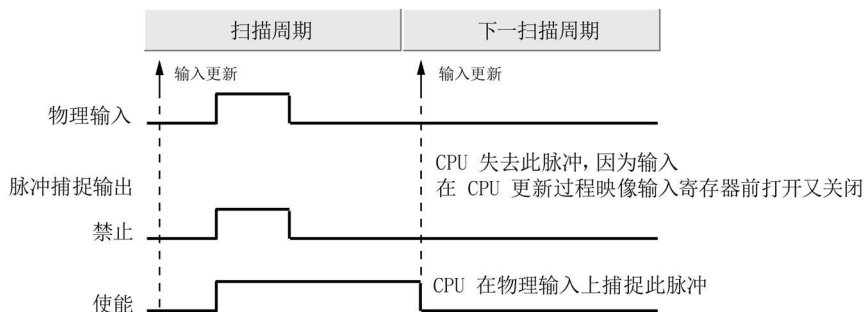 扫描周期 下一扫描周期
输入更新 输入更新
物理输入
CPU 失去此脉冲,因为输入
脉冲捕捉输出 在 CPU 更新过程映像输入寄存器前打开又关闭
禁止
CPU 在物理输入上捕捉此脉冲
使能